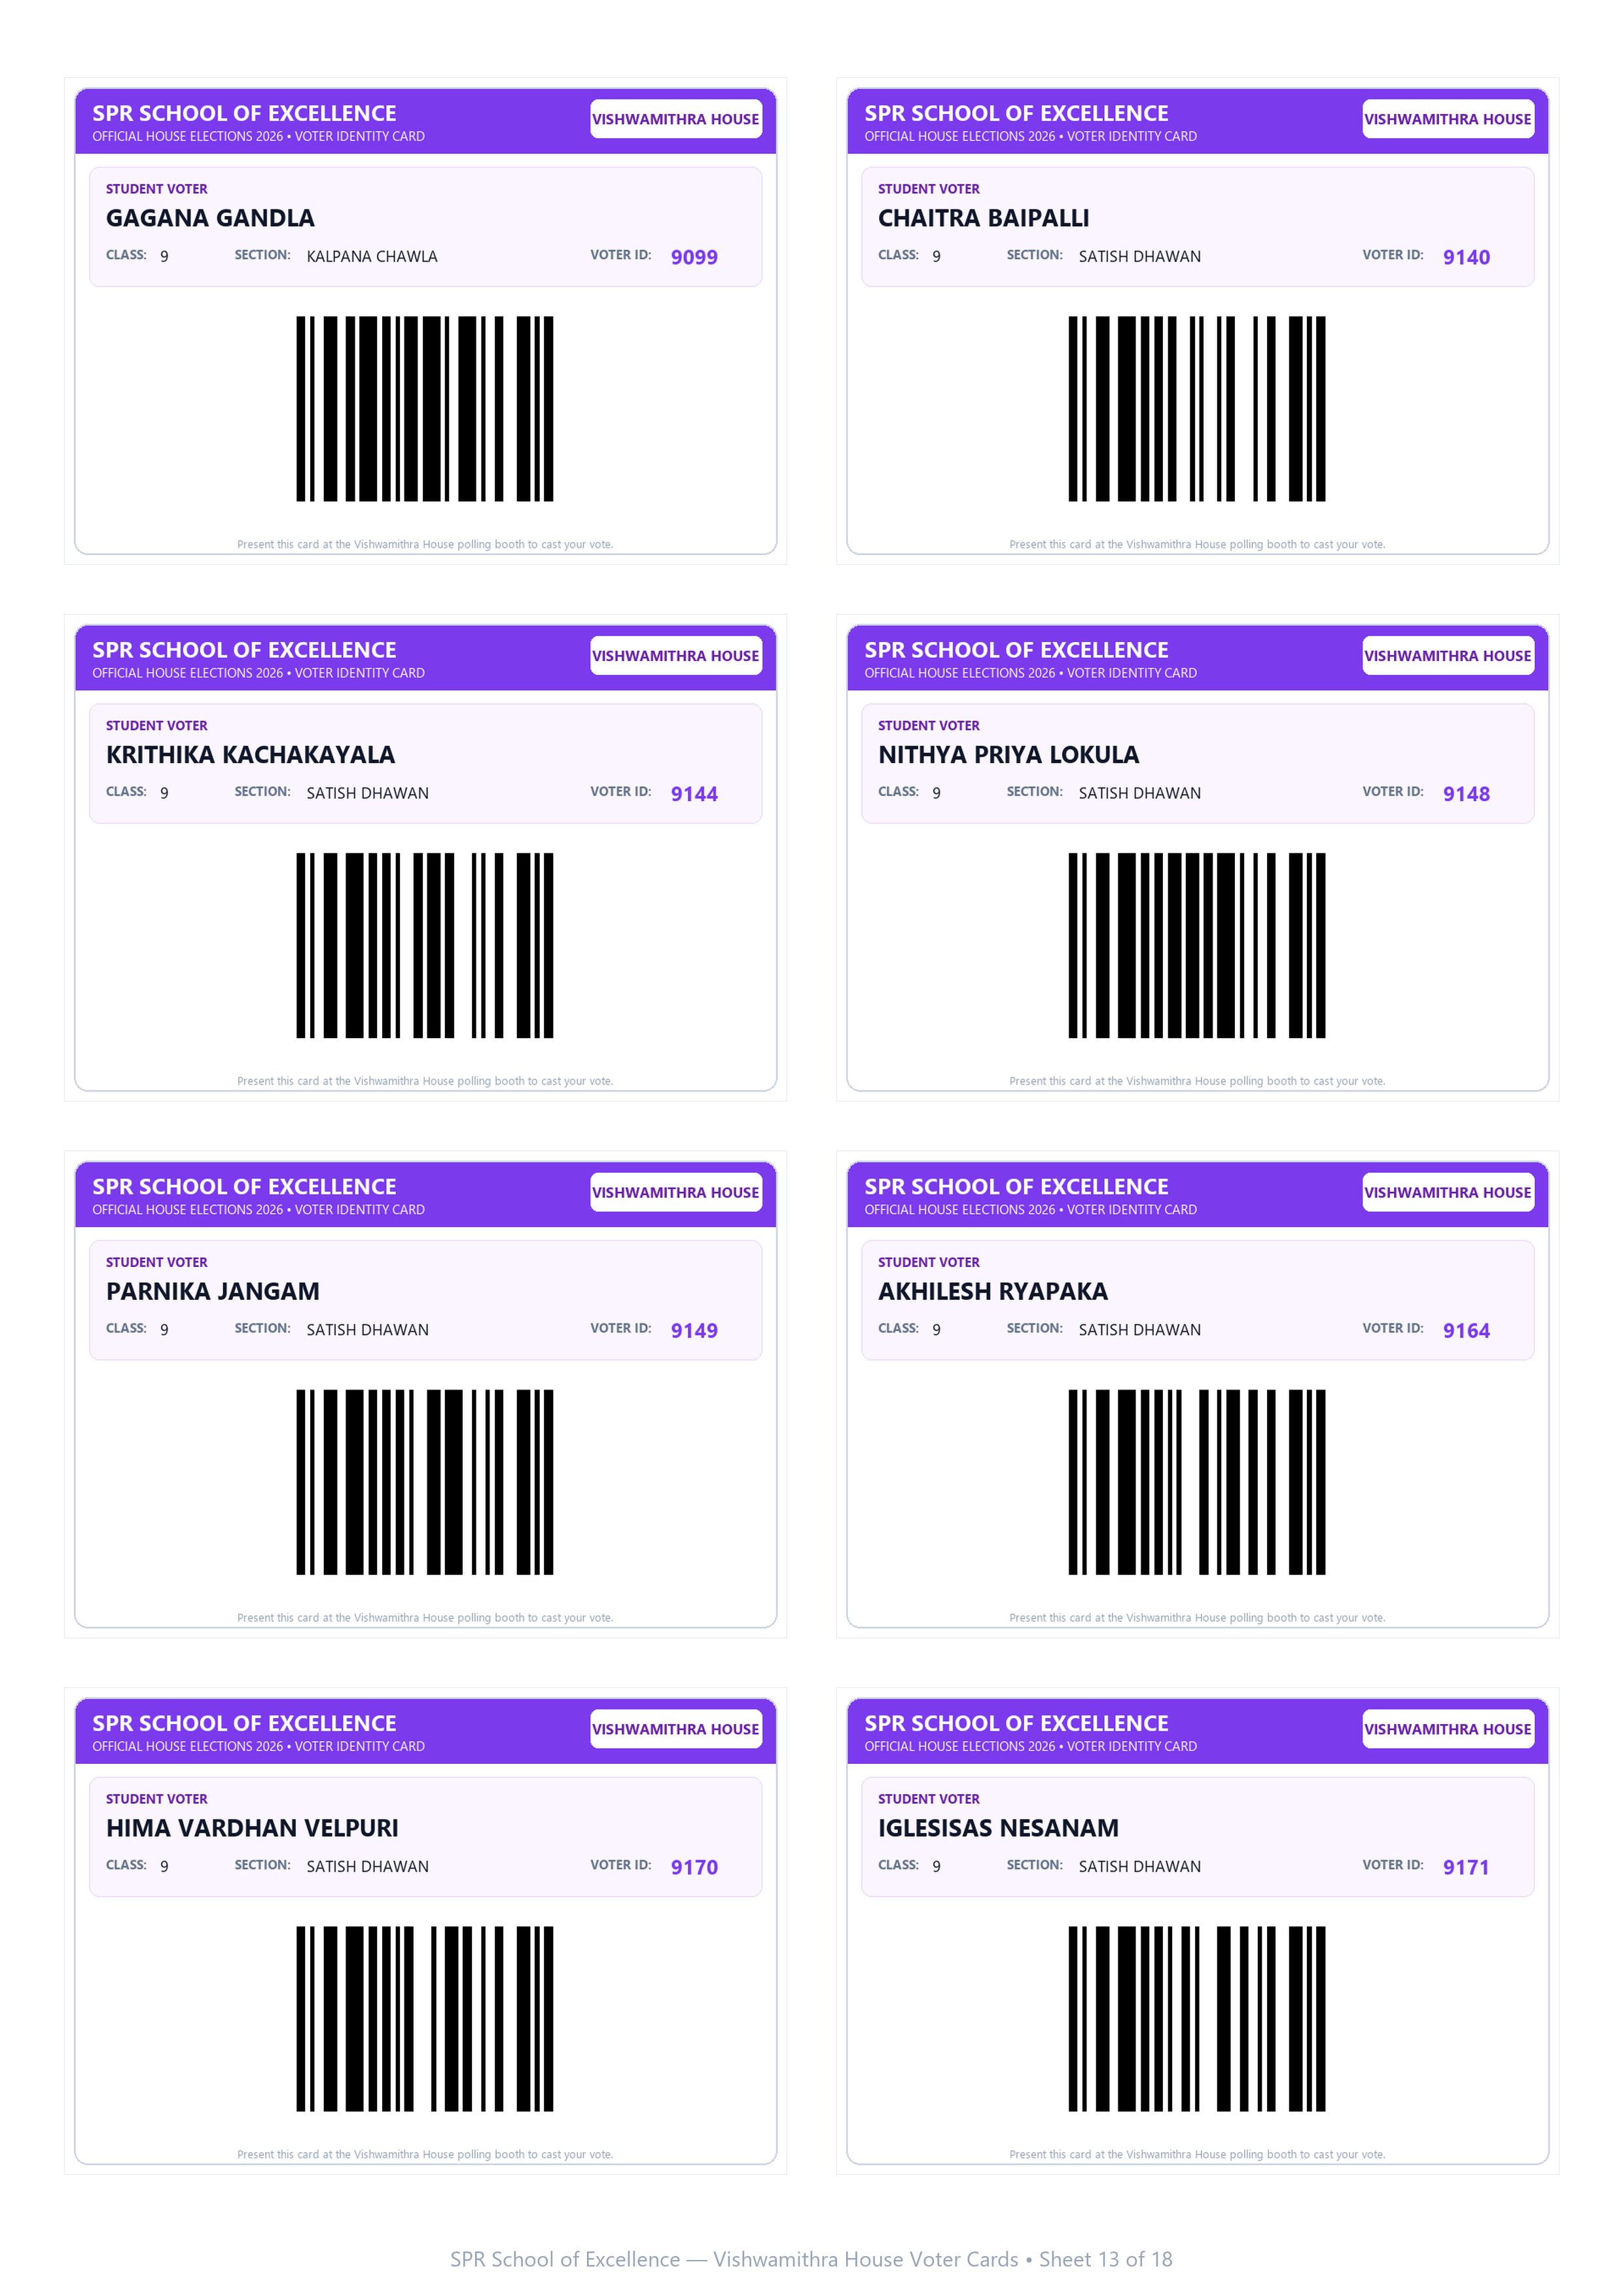 SPR SCHOOL OF EXCELLENCE
OFFICIAL HOUSE ELECTIONS 2026 • VOTER IDENTITY CARD
VISHWAMITHRA HOUSE
STUDENT VOTER
GAGANA GANDLA
CLASS: 9 SECTION: KALPANA CHAWLA VOTER ID: 9099
Present this card at the Vishwamithra House polling booth to cast your vote.
SPR SCHOOL OF EXCELLENCE
OFFICIAL HOUSE ELECTIONS 2026 • VOTER IDENTITY CARD
VISHWAMITHRA HOUSE
STUDENT VOTER
CHAITRA BAIPALLI
CLASS: 9 SECTION: SATISH DHAWAN VOTER ID: 9140
Present this card at the Vishwamithra House polling booth to cast your vote.
SPR SCHOOL OF EXCELLENCE
OFFICIAL HOUSE ELECTIONS 2026 • VOTER IDENTITY CARD
VISHWAMITHRA HOUSE
STUDENT VOTER
KRITHIKA KACHAKAYALA
CLASS: 9 SECTION: SATISH DHAWAN VOTER ID: 9144
Present this card at the Vishwamithra House polling booth to cast your vote.
SPR SCHOOL OF EXCELLENCE
OFFICIAL HOUSE ELECTIONS 2026 • VOTER IDENTITY CARD
VISHWAMITHRA HOUSE
STUDENT VOTER
NITHYA PRIYA LOKULA
CLASS: 9 SECTION: SATISH DHAWAN VOTER ID: 9148
Present this card at the Vishwamithra House polling booth to cast your vote.
SPR SCHOOL OF EXCELLENCE
OFFICIAL HOUSE ELECTIONS 2026 • VOTER IDENTITY CARD
VISHWAMITHRA HOUSE
STUDENT VOTER
PARNIKA JANGAM
CLASS: 9 SECTION: SATISH DHAWAN VOTER ID: 9149
Present this card at the Vishwamithra House polling booth to cast your vote.
SPR SCHOOL OF EXCELLENCE
OFFICIAL HOUSE ELECTIONS 2026 • VOTER IDENTITY CARD
VISHWAMITHRA HOUSE
STUDENT VOTER
AKHILESH RYAPAKA
CLASS: 9 SECTION: SATISH DHAWAN VOTER ID: 9164
Present this card at the Vishwamithra House polling booth to cast your vote.
SPR SCHOOL OF EXCELLENCE
OFFICIAL HOUSE ELECTIONS 2026 • VOTER IDENTITY CARD
VISHWAMITHRA HOUSE
STUDENT VOTER
HIMA VARDHAN VELPURI
CLASS: 9 SECTION: SATISH DHAWAN VOTER ID: 9170
Present this card at the Vishwamithra House polling booth to cast your vote.
SPR SCHOOL OF EXCELLENCE
OFFICIAL HOUSE ELECTIONS 2026 • VOTER IDENTITY CARD
VISHWAMITHRA HOUSE
STUDENT VOTER
IGLESISAS NESANAM
CLASS: 9 SECTION: SATISH DHAWAN VOTER ID: 9171
Present this card at the Vishwamithra House polling booth to cast your vote.
SPR School of Excellence — Vishwamithra House Voter Cards • Sheet 13 of 18